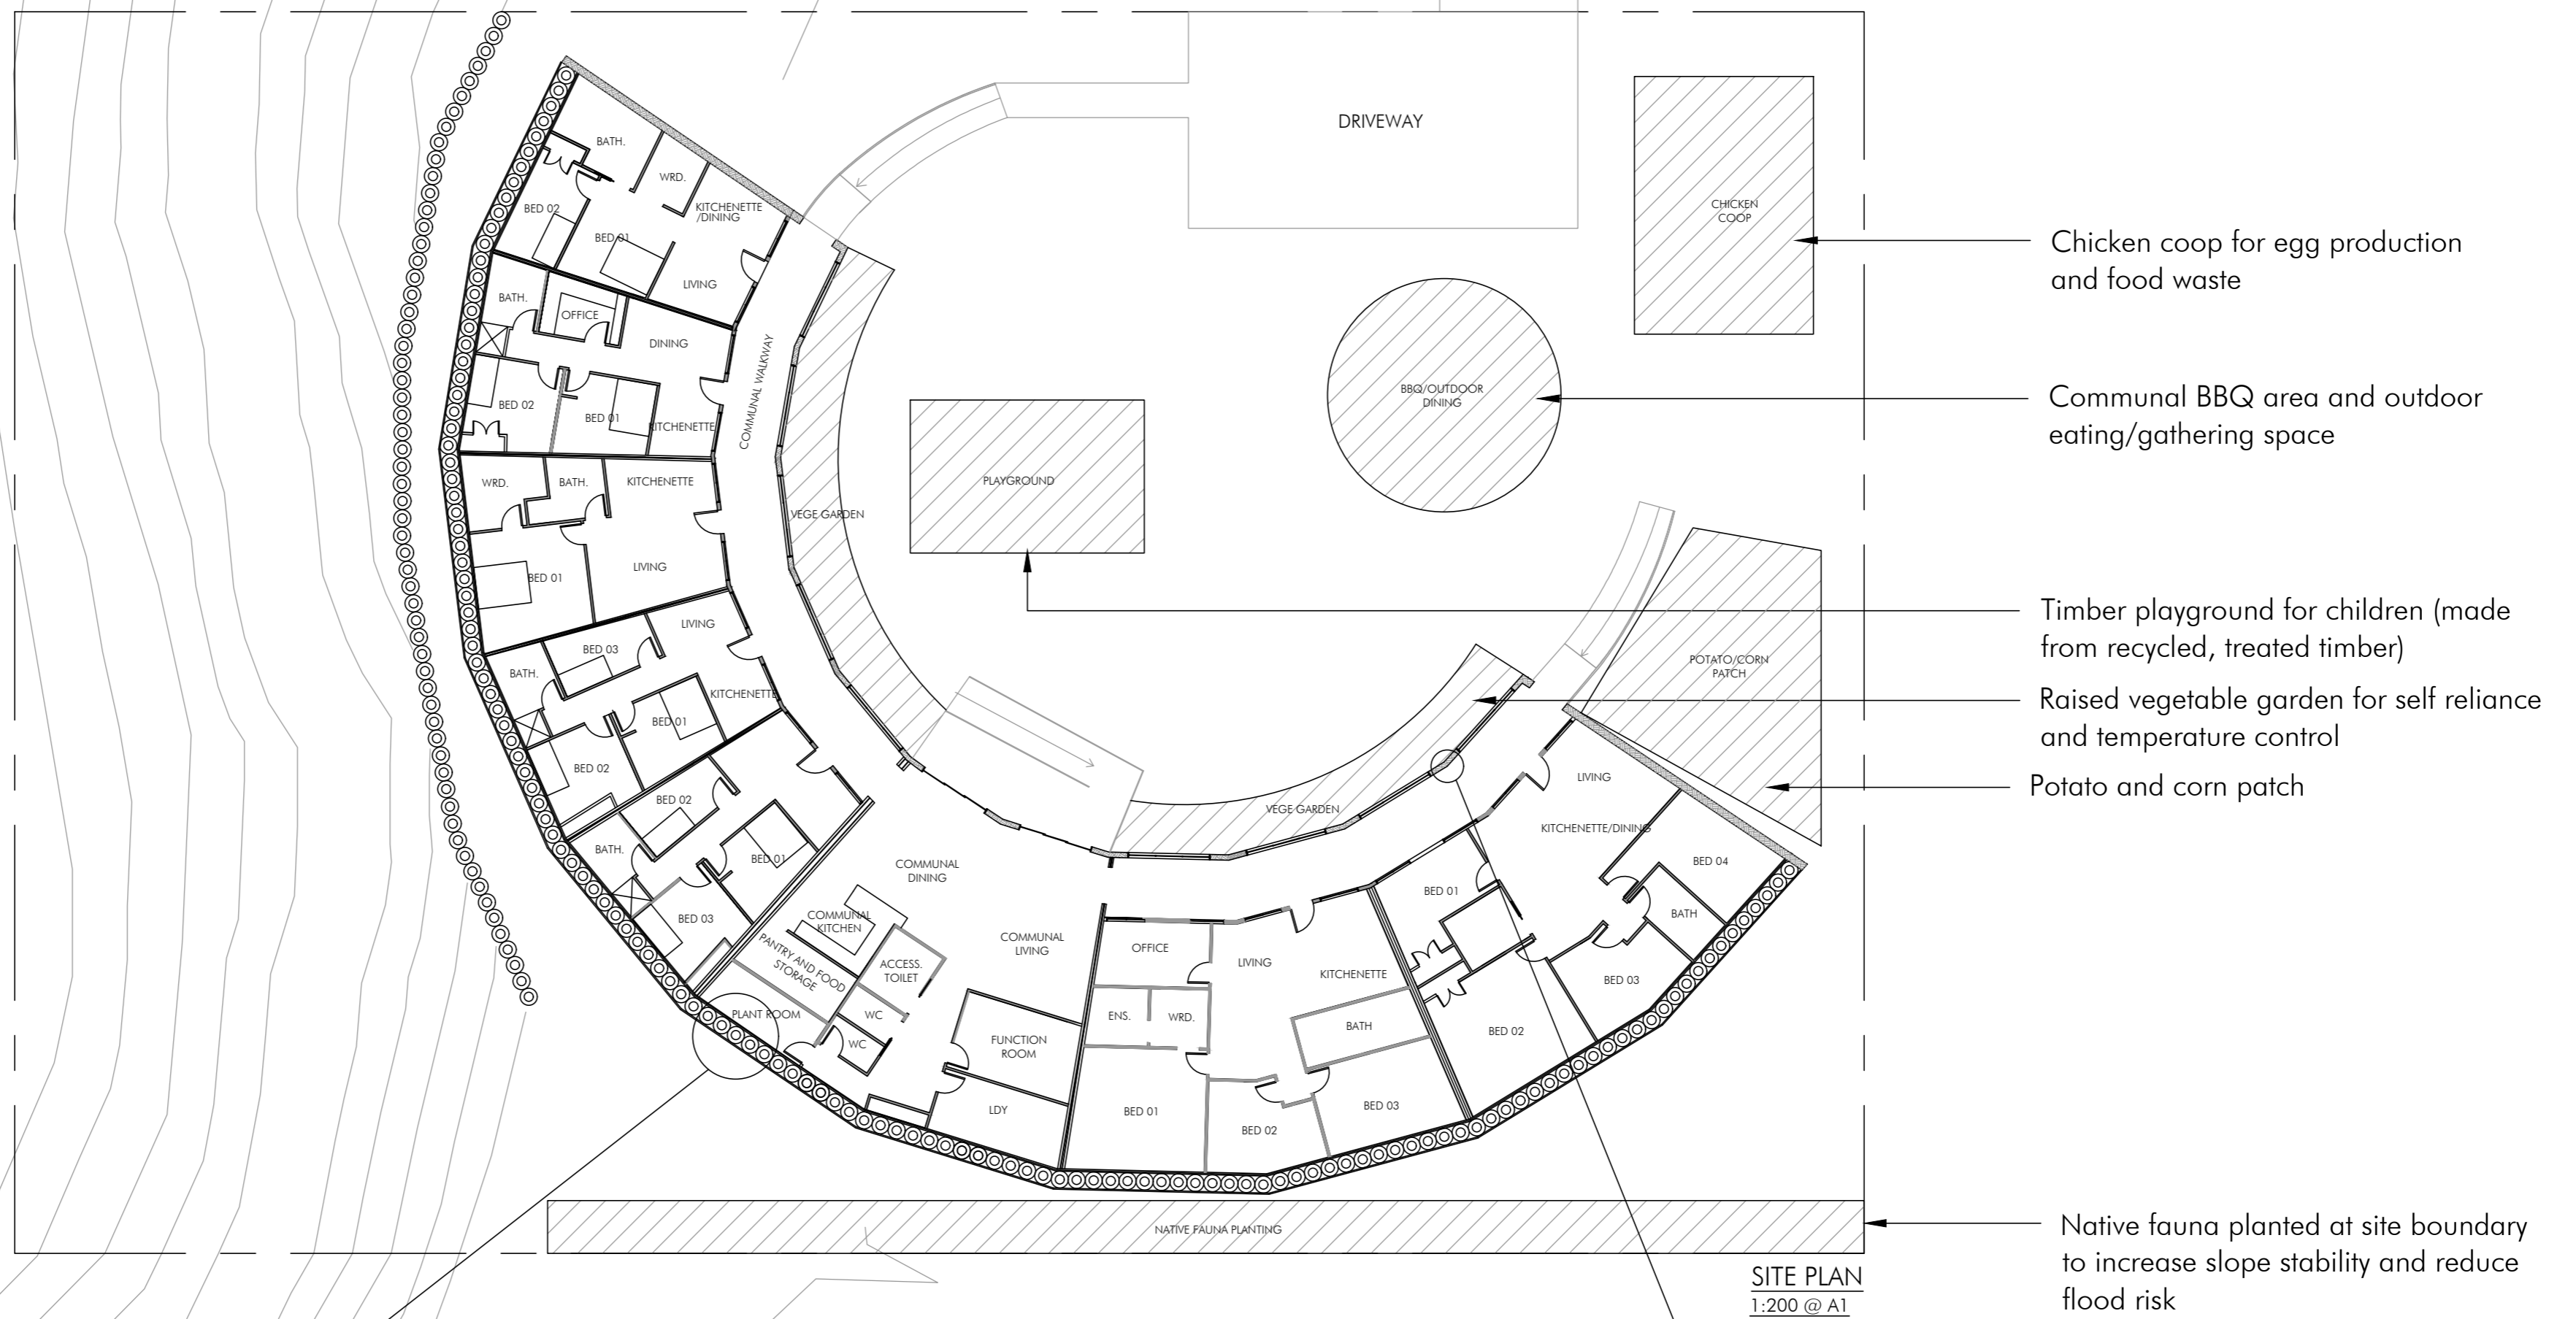 DRIVEWAY
CHICKEN
COOP
BBQ/OUTDOOR
DINING
PLAYGROUND
POTATO/CORN
PATCH
VEGE GARDEN
VEGE GARDEN
COMMUNAL WALKWAY
BATH.
WRD.
KITCHENETTE
/DINING
BED 02
BED 01
LIVING
BATH.
OFFICE
DINING
BED 02
BED 01
KITCHENETTE
WRD.
BATH.
KITCHENETTE
BED 01
LIVING
LIVING
BED 03
BATH.
KITCHENETTE
BED 01
BED 02
BED 02
BATH.
BED 01
BED 03
COMMUNAL
DINING
COMMUNAL
KITCHEN
PANTRY AND FOOD
STORAGE
ACCESS.
TOILET
COMMUNAL
LIVING
PLANT ROOM
WC
WC
FUNCTION
ROOM
LDY
OFFICE
LIVING
KITCHENETTE
ENS.
WRD.
BATH
BED 01
BED 02
BED 03
LIVING
KITCHENETTE/DINING
BED 01
BED 04
BATH
BED 03
BED 02
NATIVE FAUNA PLANTING
SITE PLAN
1:200 @ A1
Chicken coop for egg production
and food waste
Communal BBQ area and outdoor
eating/gathering space
Timber playground for children (made
from recycled, treated timber)
Raised vegetable garden for self reliance
and temperature control
Potato and corn patch
Native fauna planted at site boundary
to increase slope stability and reduce
flood risk